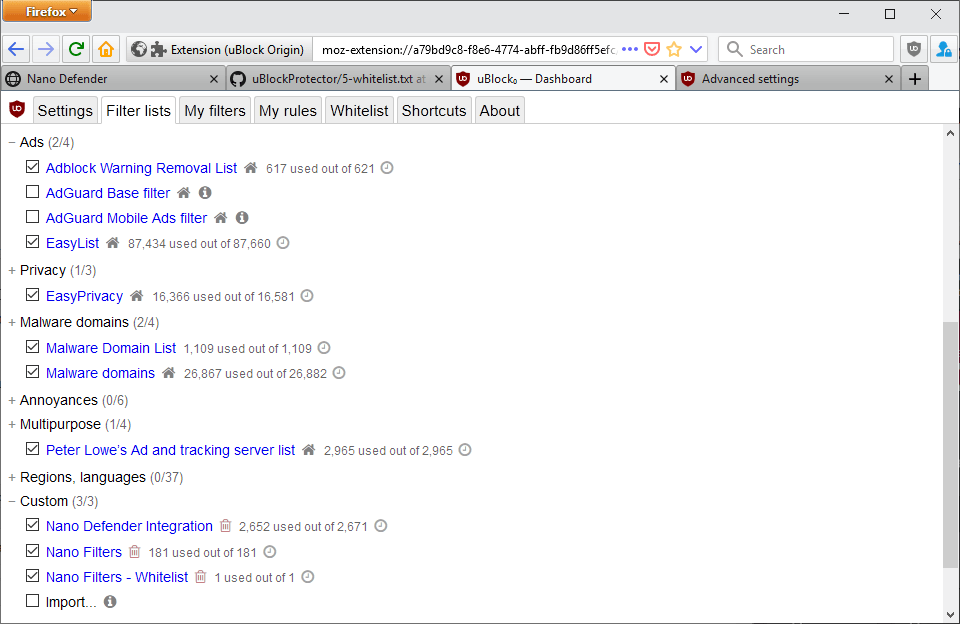 Firefox
Extension (uBlock Origin) moz-extension://a79bd9c8-f8e6-4774-abff-fb9d86ff5efc Search
Nano Defender uBlockProtector/5-whitelist.txt at uBlock₀ — Dashboard Advanced settings
Settings Filter lists My filters My rules Whitelist Shortcuts About
− Ads (2/4)
Adblock Warning Removal List 617 used out of 621
AdGuard Base filter
AdGuard Mobile Ads filter
EasyList 87,434 used out of 87,660
+ Privacy (1/3)
EasyPrivacy 16,366 used out of 16,581
+ Malware domains (2/4)
Malware Domain List 1,109 used out of 1,109
Malware domains 26,867 used out of 26,882
+ Annoyances (0/6)
+ Multipurpose (1/4)
Peter Lowe’s Ad and tracking server list 2,965 used out of 2,965
+ Regions, languages (0/37)
− Custom (3/3)
Nano Defender Integration 2,652 used out of 2,671
Nano Filters 181 used out of 181
Nano Filters - Whitelist 1 used out of 1
Import...